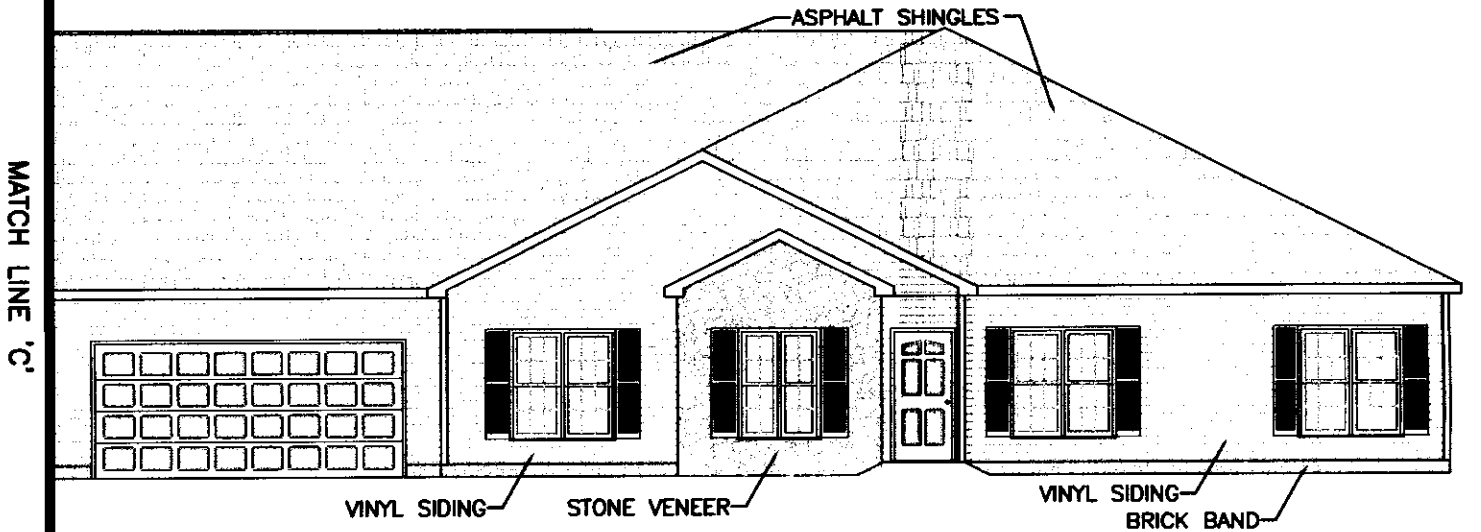 ASPHALT SHINGLES
MATCH LINE 'C'
VINYL SIDING
STONE VENEER
VINYL SIDING
BRICK BAND